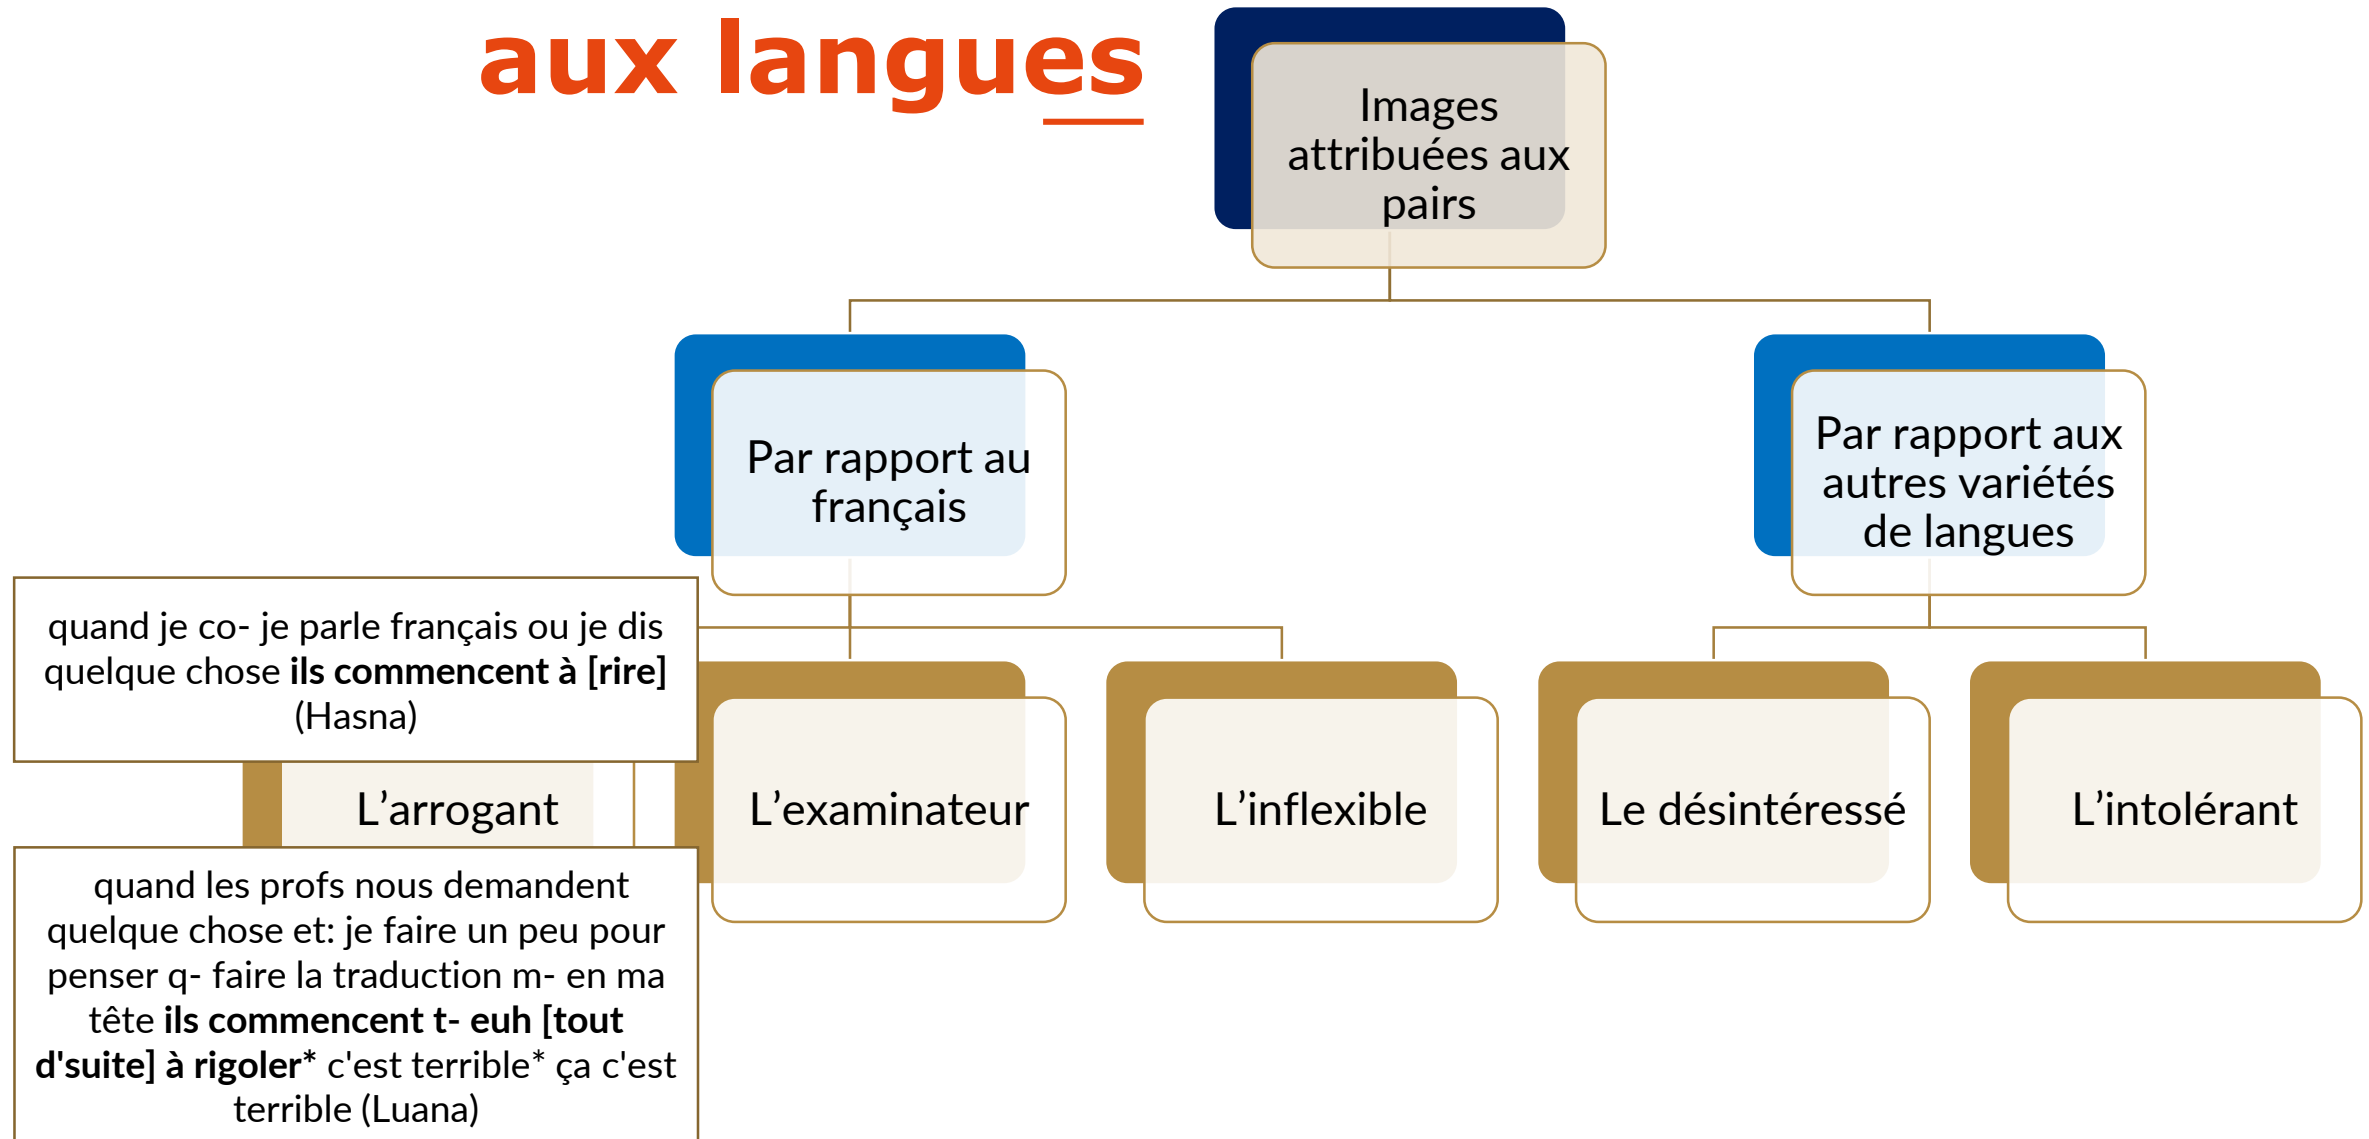 aux langues
Images
attribuées aux
pairs
Par rapport au
français
Par rapport aux
autres variétés
de langues
quand je co- je parle français ou je dis
quelque chose ils commencent à [rire]
(Hasna)
L’arrogant
L’examinateur
L’inflexible
Le désintéressé
L’intolérant
quand les profs nous demandent
quelque chose et: je faire un peu pour
penser q- faire la traduction m- en ma
tête ils commencent t- euh [tout
d'suite] à rigoler* c'est terrible* ça c'est
terrible (Luana)